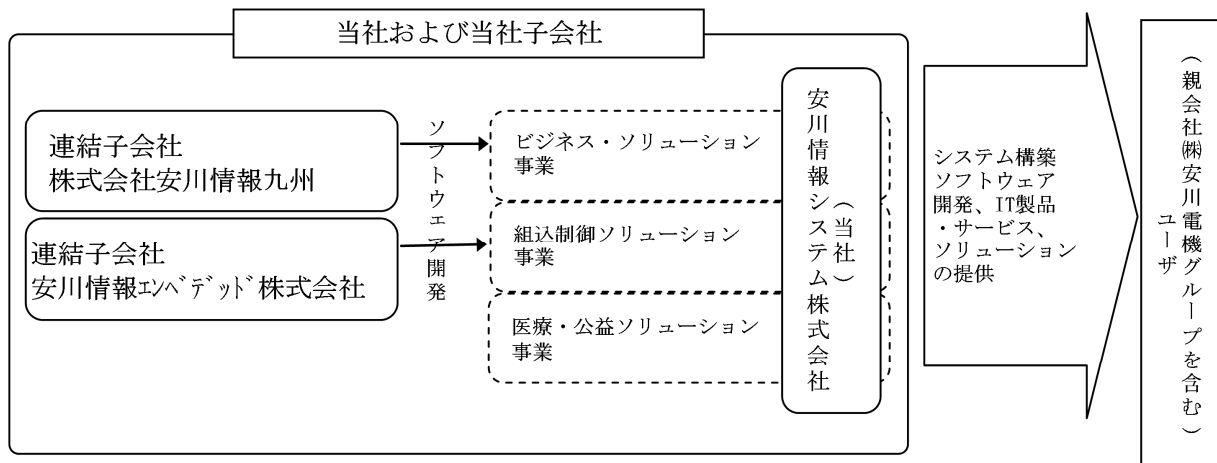 当社および当社子会社
連結子会社
株式会社安川情報九州
連結子会社
安川情報ｴﾝﾍﾞﾃﾞｯﾄﾞ株式会社
ソフトウェア開発
ビジネス・ソリューション
事業
組込制御ソリューション
事業
医療・公益ソリューション
事業
安川情報システム株式会社
（当社）
システム構築
ソフトウェア
開発、IT製品
・サービス、
ソリューション
の提供
（親会社㈱安川電機グループを含む）
ユーザ